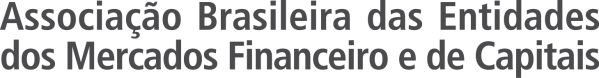 Associação Brasileira das Entidades
dos Mercados Financeiro e de Capitais